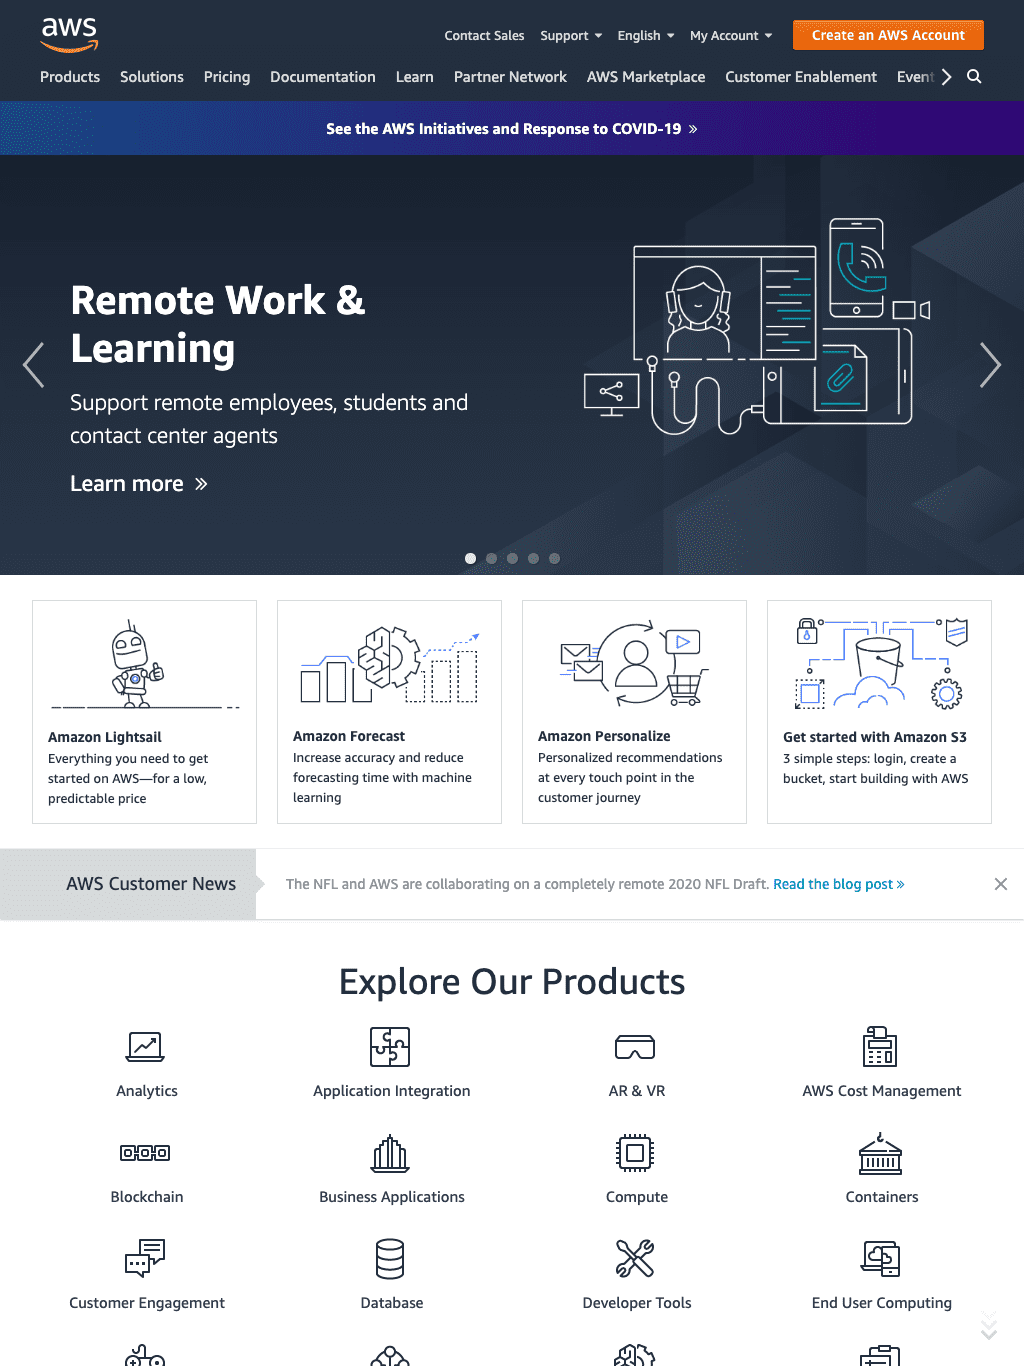 aws
Contact Sales Support English My Account Create an AWS Account
Products Solutions Pricing Documentation Learn Partner Network AWS Marketplace Customer Enablement Event
See the AWS Initiatives and Response to COVID-19 »
Remote Work &
Learning
Support remote employees, students and
contact center agents
Learn more »
Amazon Lightsail
Everything you need to get
started on AWS—for a low,
predictable price
Amazon Forecast
Increase accuracy and reduce
forecasting time with machine
learning
Amazon Personalize
Personalized recommendations
at every touch point in the
customer journey
Get started with Amazon S3
3 simple steps: login, create a
bucket, start building with AWS
AWS Customer News
The NFL and AWS are collaborating on a completely remote 2020 NFL Draft. Read the blog post »
Explore Our Products
Analytics
Application Integration
AR & VR
AWS Cost Management
Blockchain
Business Applications
Compute
Containers
Customer Engagement
Database
Developer Tools
End User Computing